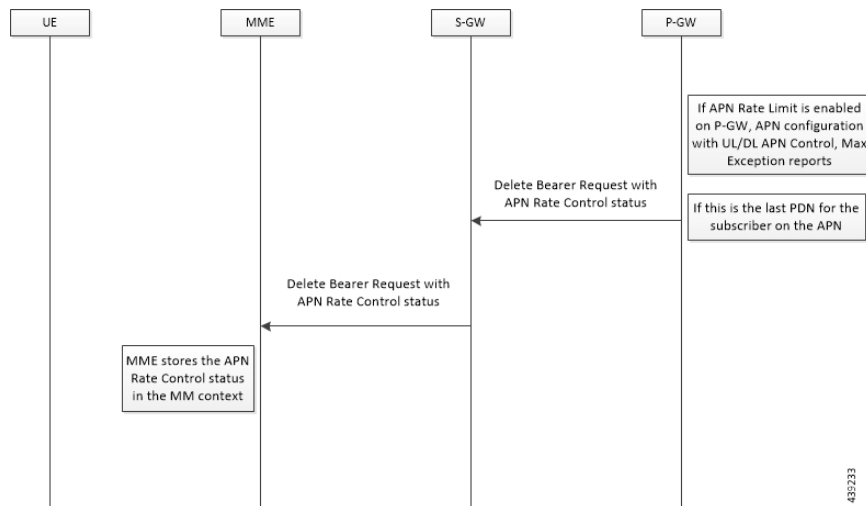 UE
MME
S-GW
P-GW
If APN Rate Limit is enabled
on P-GW, APN configuration
with UL/DL APN Control, Max
Exception reports
Delete Bearer Request with
APN Rate Control status
If this is the last PDN for the
subscriber on the APN
Delete Bearer Request with
APN Rate Control status
MME stores the APN
Rate Control status
in the MM context
439233